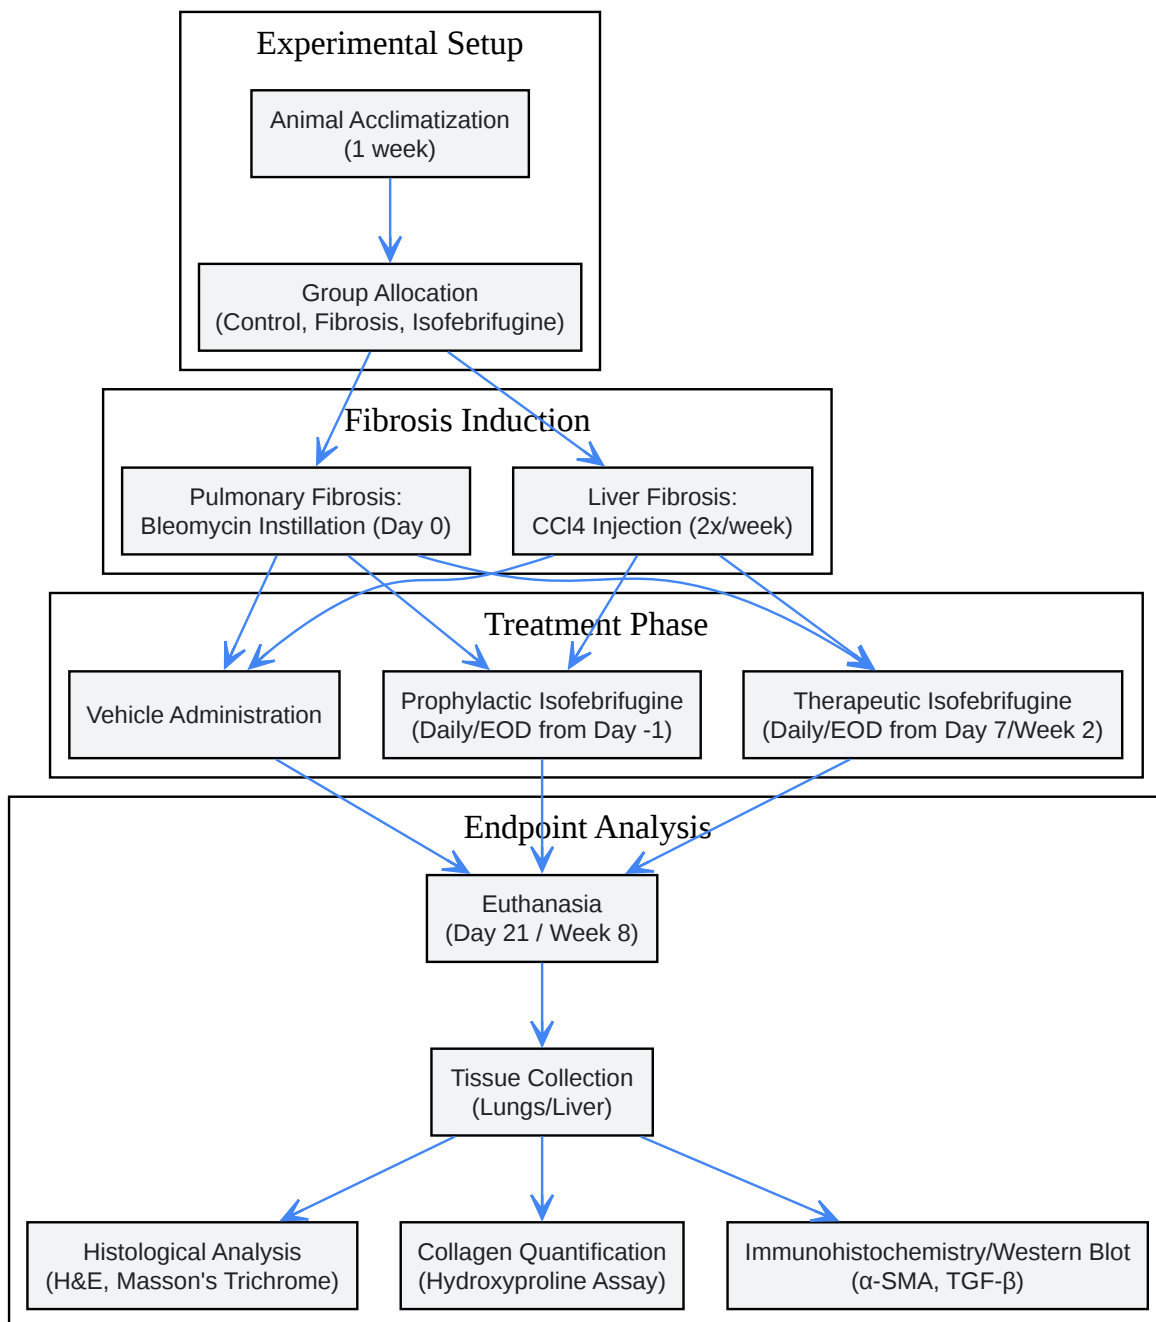 Experimental Setup
Animal Acclimatization
(1 week)
Group Allocation
(Control, Fibrosis, Isofebrifugine)
Fibrosis Induction
Pulmonary Fibrosis:
Bleomycin Instillation (Day 0)
Liver Fibrosis:
CCl4 Injection (2x/week)
Treatment Phase
Vehicle Administration
Prophylactic Isofebrifugine
(Daily/EOD from Day -1)
Therapeutic Isofebrifugine
(Daily/EOD from Day 7/Week 2)
Endpoint Analysis
Euthanasia
(Day 21 / Week 8)
Tissue Collection
(Lungs/Liver)
Histological Analysis
(H&E, Masson's Trichrome)
Collagen Quantification
(Hydroxyproline Assay)
Immunohistochemistry/Western Blot
(α-SMA, TGF-β)